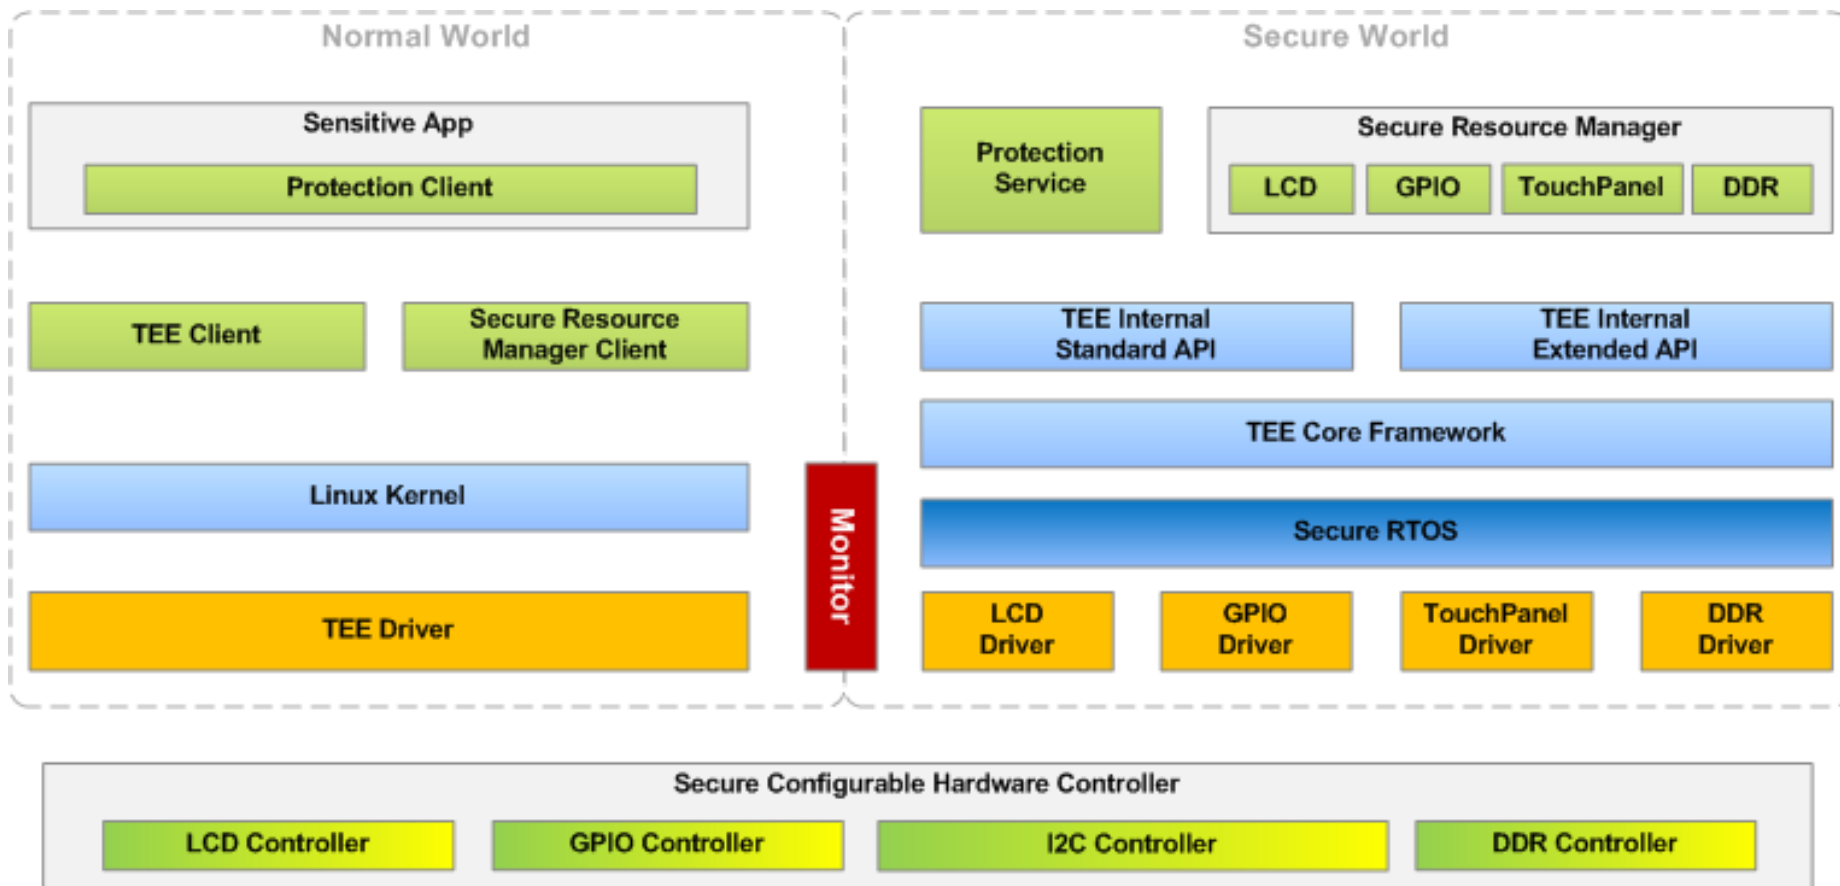 Normal World
Secure World
Sensitive App
Protection Client
Protection
Service
Secure Resource Manager
LCD
GPIO
TouchPanel
DDR
TEE Client
Secure Resource
Manager Client
TEE Internal
Standard API
TEE Internal
Extended API
TEE Core Framework
Linux Kernel
Monitor
Secure RTOS
TEE Driver
LCD
Driver
GPIO
Driver
TouchPanel
Driver
DDR
Driver
Secure Configurable Hardware Controller
LCD Controller
GPIO Controller
I2C Controller
DDR Controller